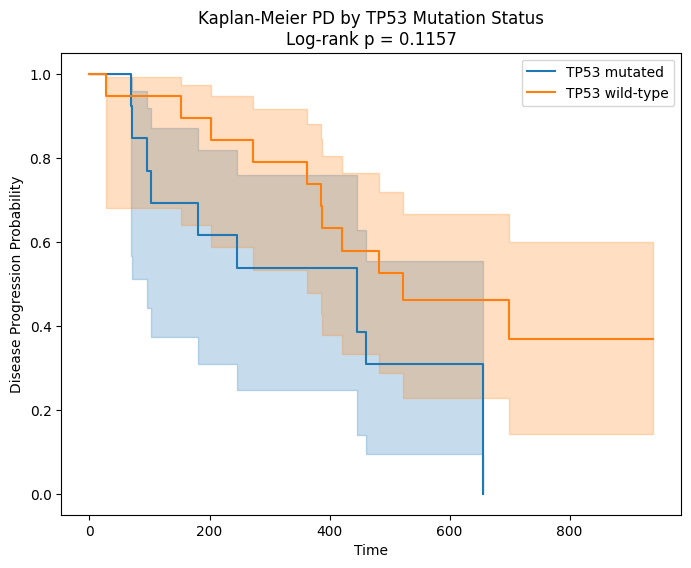 Kaplan-Meier PD by TP53 Mutation Status
Log-rank p = 0.1157
TP53 mutated
TP53 wild-type
Disease Progression Probability
1.0
0.8
0.6
0.4
0.2
0.0
0 200 400 600 800
Time